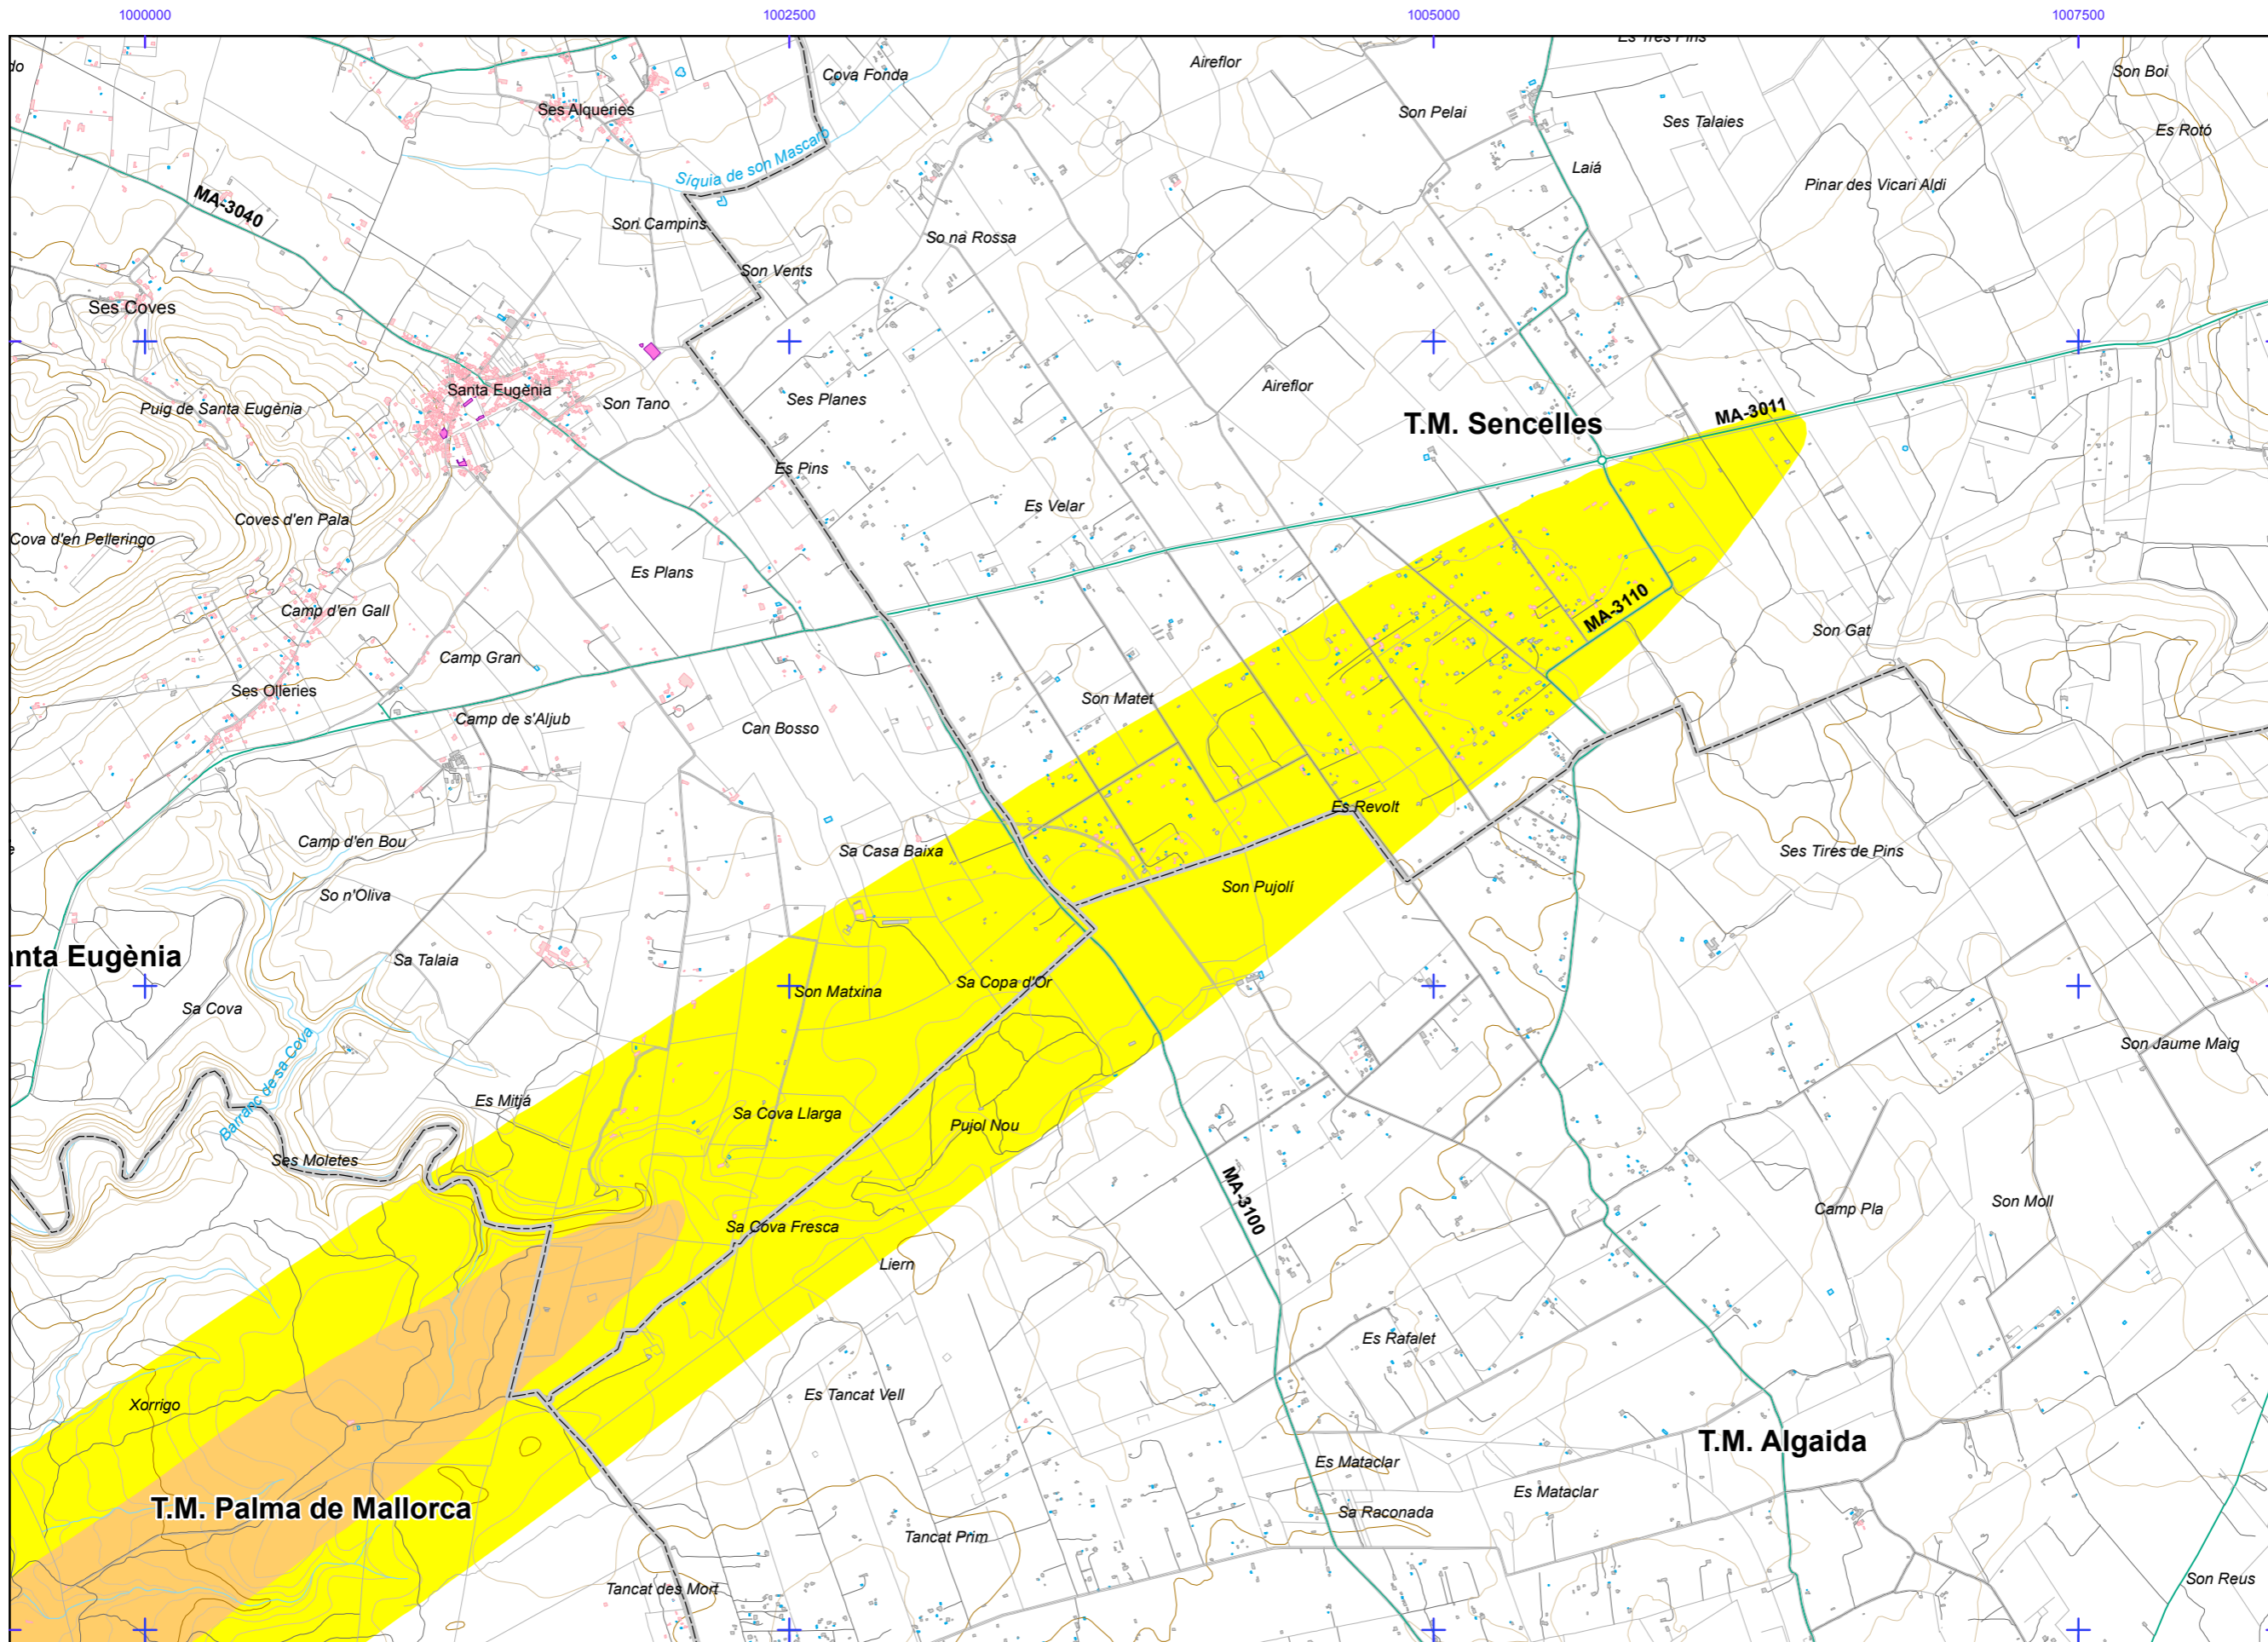 1000000
1002500
1005000
1007500
Es Tres Pins
Cova Fonda
Aireflor
Son Boi
Ses Alqueries
Son Pelai
Ses Talaies
Es Rotó
Síquia de son Mascaró
Laiá
Pinar des Vicari Aldi
MA-3040
Son Campins
So na Rossa
Son Vents
Ses Coves
Santa Eugènia
Aireflor
Puig de Santa Eugènia
Son Tano
Ses Planes
T.M. Sencelles
MA-3011
Es Pins
Coves d'en Pala
Es Velar
Cova d'en Pelleringo
Es Plans
Camp d'en Gall
MA-3110
Son Gat
Camp Gran
Ses Olleries
Son Matet
Camp de s'Aljub
Can Bosso
Es Revolt
Camp d'en Bou
Sa Casa Baixa
Ses Tires de Pins
So n'Oliva
Son Pujolí
anta Eugènia
Sa Talaia
Sa Copa d'Or
Son Matxina
Sa Cova
Son Jaume Maig
Barranc de sa Cova
Es Mitjá
Sa Cova Llarga
Pujol Nou
Ses Moletes
MA-3100
Son Moll
Camp Pla
Sa Cova Fresca
Liern
Es Rafalet
Es Tancat Vell
Xorrigo
T.M. Algaida
Es Mataclar
Es Mataclar
T.M. Palma de Mallorca
Sa Raconada
Tancat Prim
Son Reus
Tancat des Mort